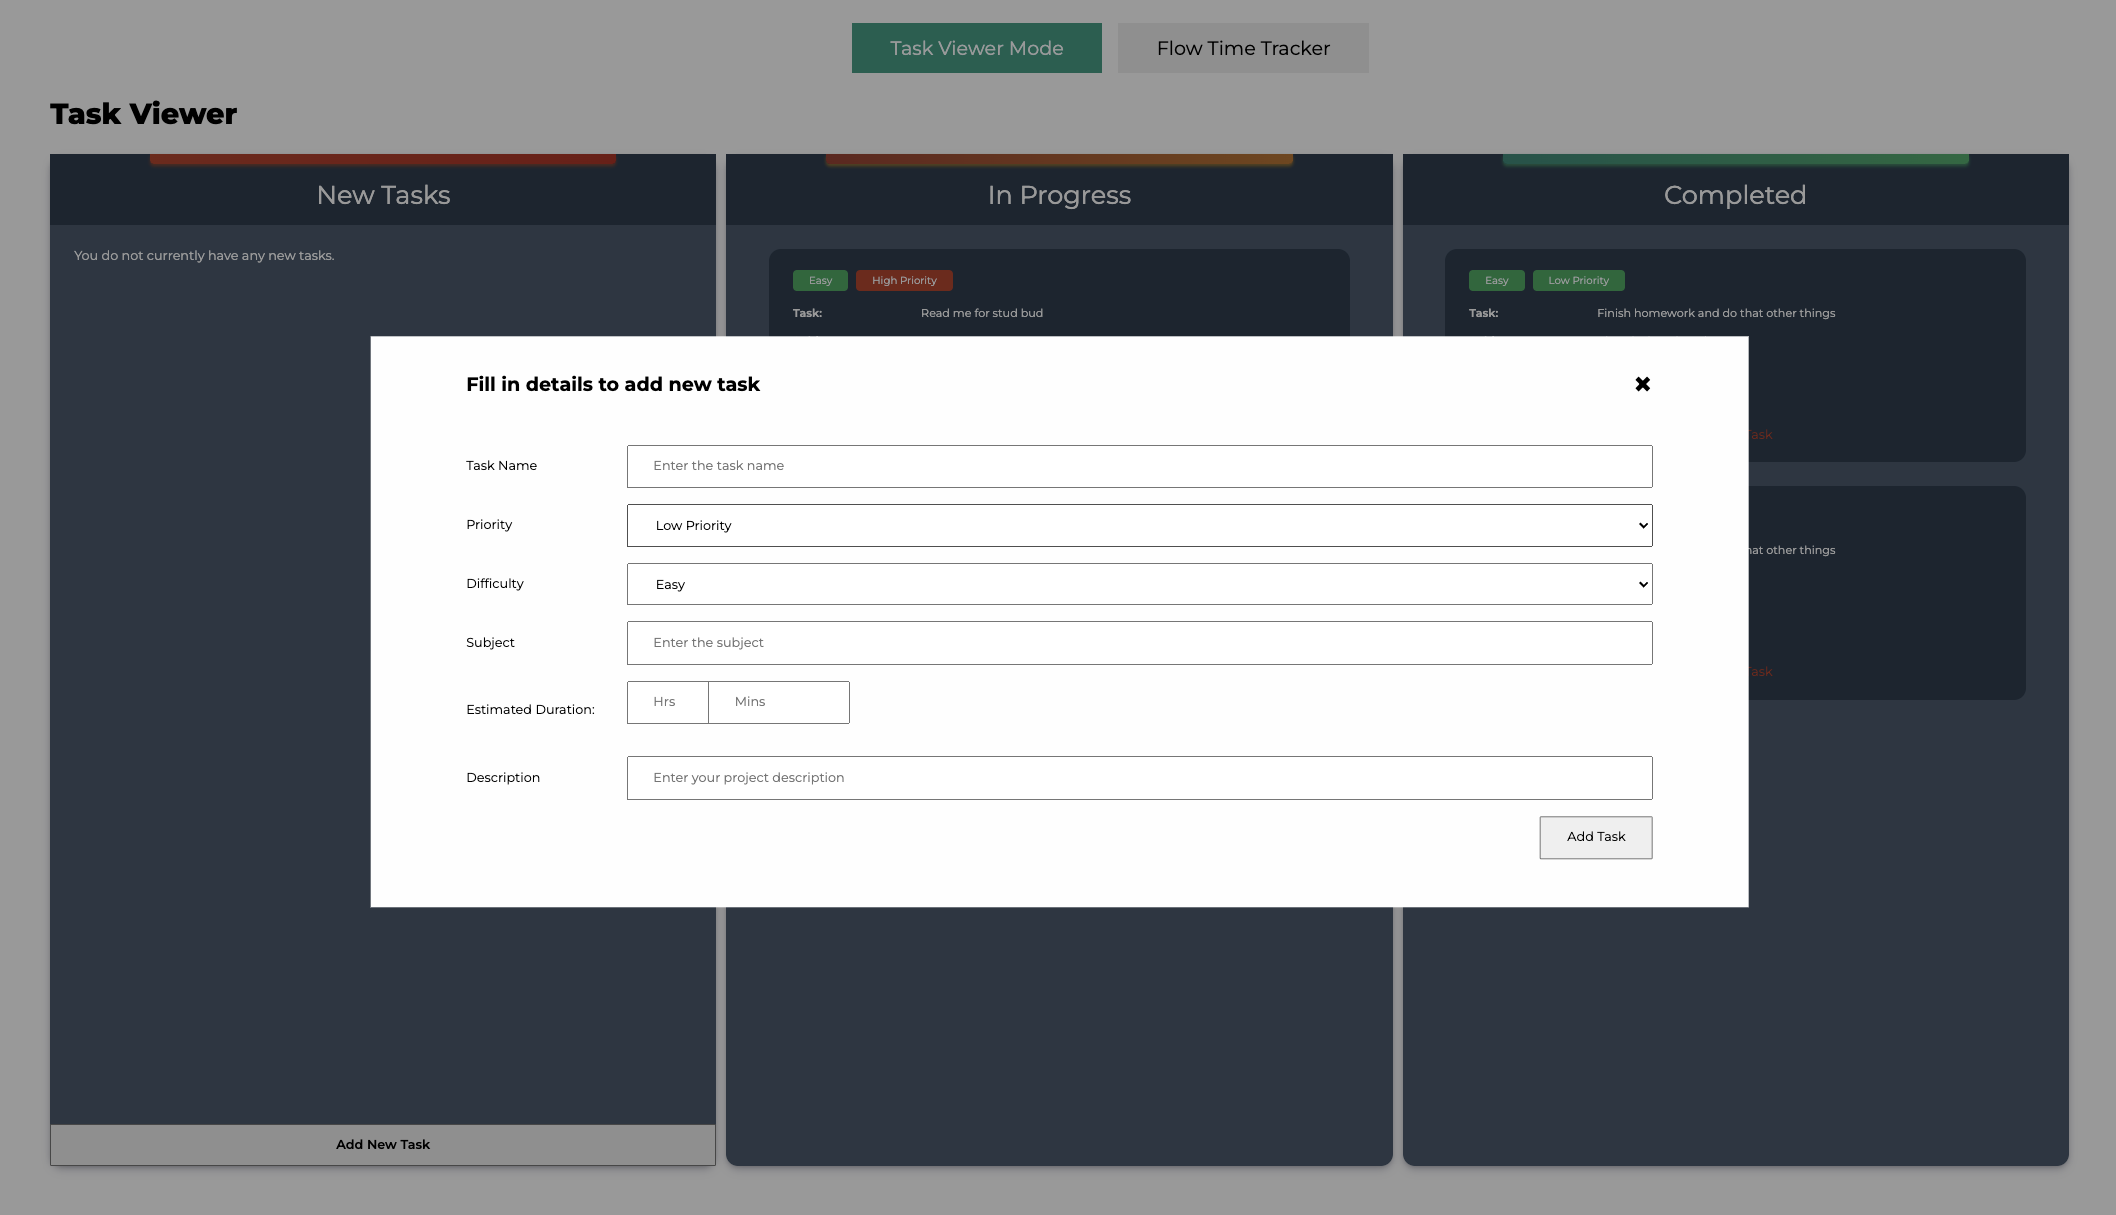 Task Viewer Mode
Flow Time Tracker
Task Viewer
New Tasks
In Progress
Completed
You do not currently have any new tasks.
Easy
High Priority
Task: Read me for stud bud
Easy
Low Priority
Task: Finish homework and do that other things
Task
other things
Task
Fill in details to add new task
✖
Task Name
Enter the task name
Priority
Low Priority
Difficulty
Easy
Subject
Enter the subject
Estimated Duration:
Hrs
Mins
Description
Enter your project description
Add Task
Add New Task